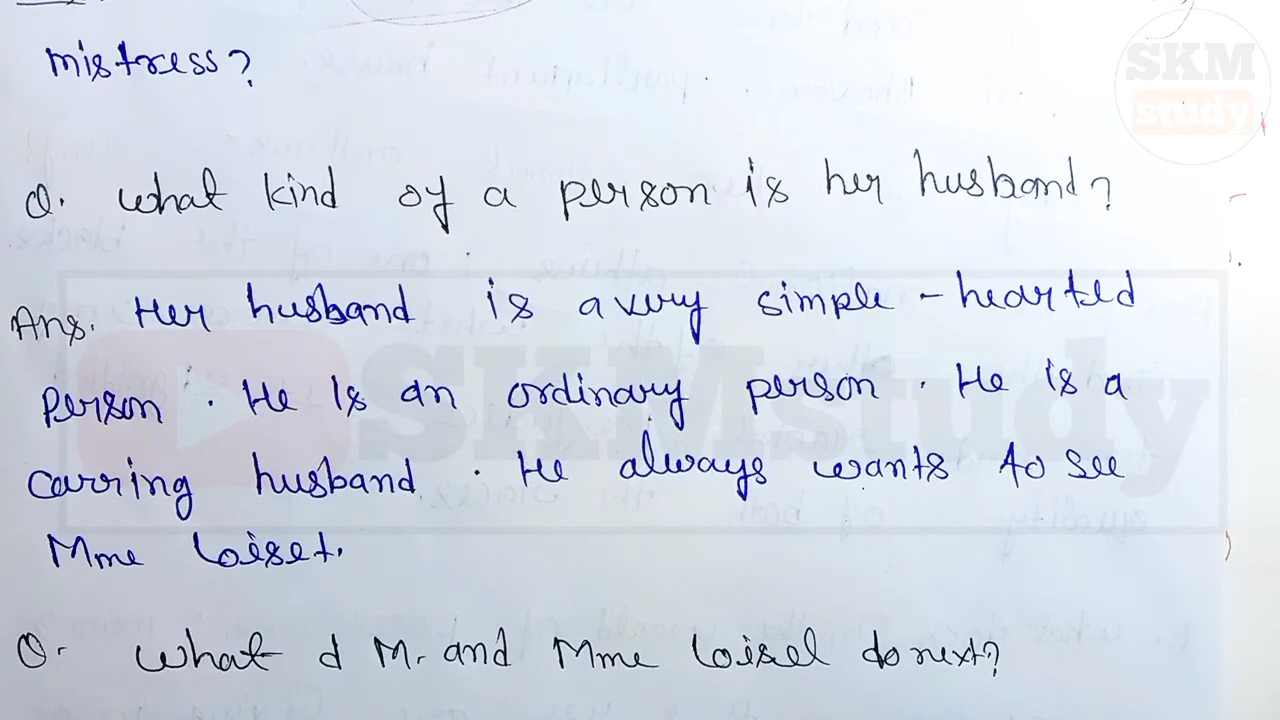 mistress?
SKM
study
Q. What kind of a person is her husband?
Ans. Her husband is a very simple-hearted
person. He is an ordinary person. He is a
carring husband. He always wants to see
Mme Loiset.
SKM study
Q. What d M. and Mme Loisel do next?